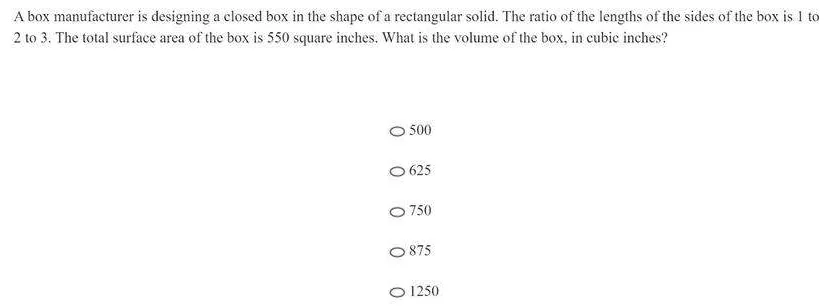 A box manufacturer is designing a closed box in the shape of a rectangular solid. The ratio of the lengths of the sides of the box is 1 to
2 to 3. The total surface area of the box is 550 square inches. What is the volume of the box, in cubic inches?
500
625
750
875
1250